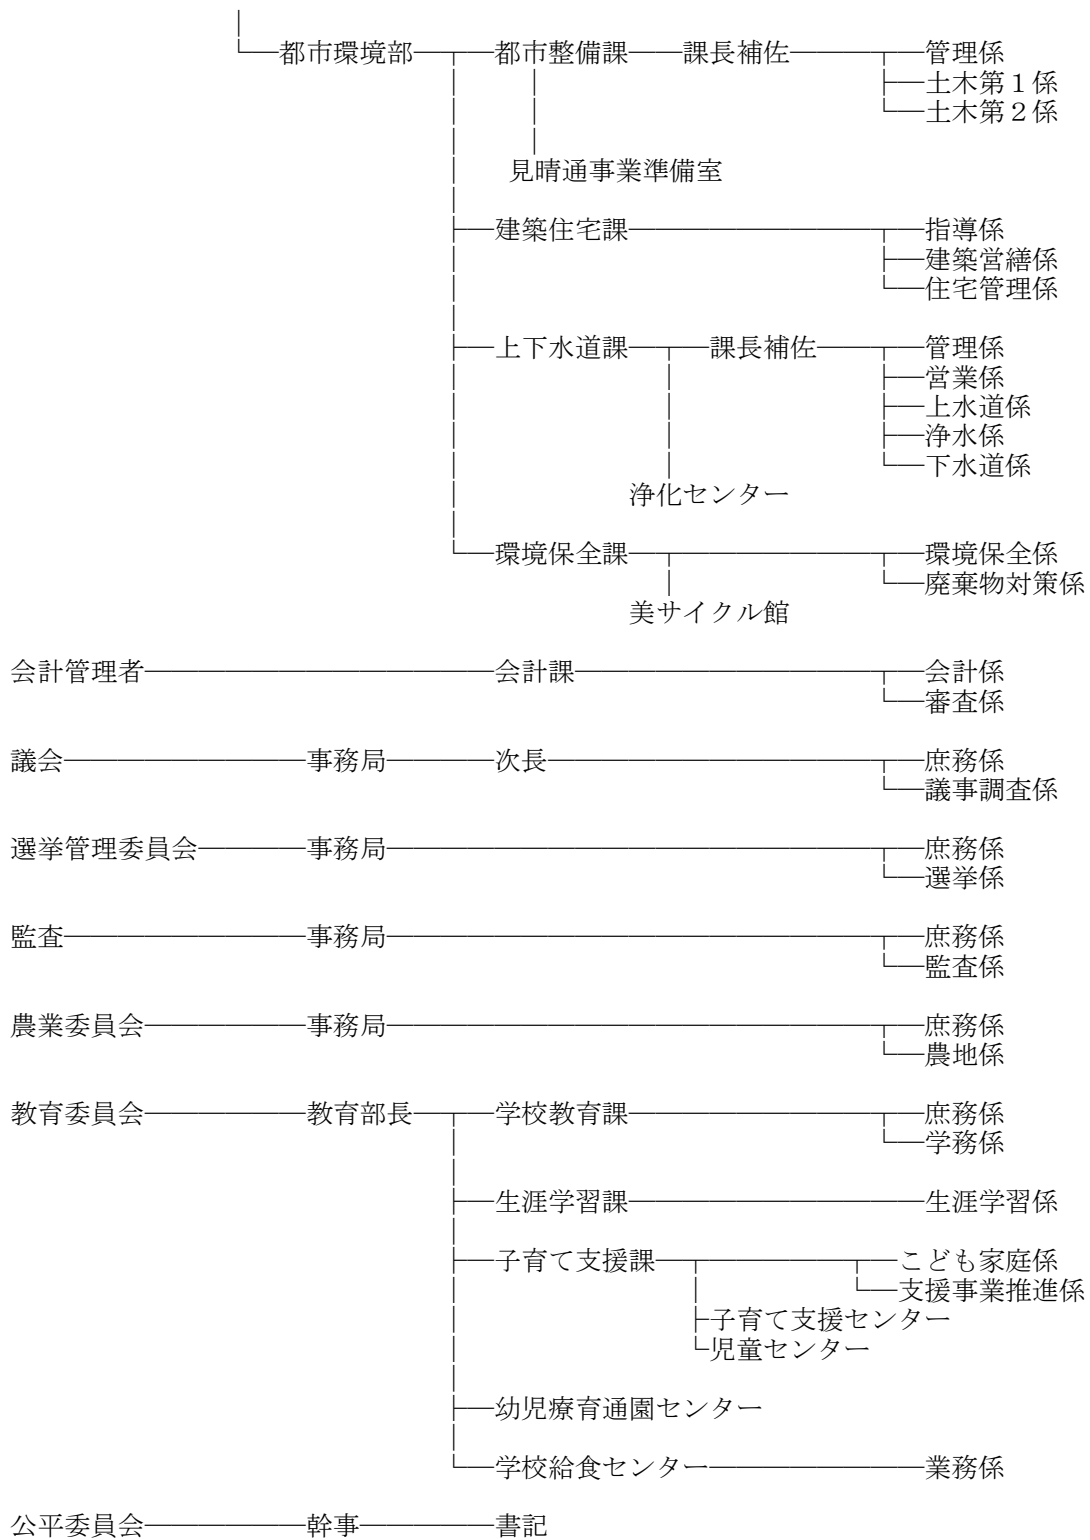 都市環境部 都市整備課 課長補佐 管理係
土木第１係
土木第２係
見晴通事業準備室
建築住宅課 指導係
建築営繕係
住宅管理係
上下水道課 課長補佐 管理係
営業係
上水道係
浄水係
下水道係
浄化センター
環境保全課 環境保全係
廃棄物対策係
美サイクル館
会計管理者 会計課 会計係
審査係
議会 事務局 次長 庶務係
議事調査係
選挙管理委員会 事務局 庶務係
選挙係
監査 事務局 庶務係
監査係
農業委員会 事務局 庶務係
農地係
教育委員会 教育部長 学校教育課 庶務係
学務係
生涯学習課 生涯学習係
子育て支援課 こども家庭係
支援事業推進係
子育て支援センター
児童センター
幼児療育通園センター
学校給食センター 業務係
公平委員会 幹事 書記